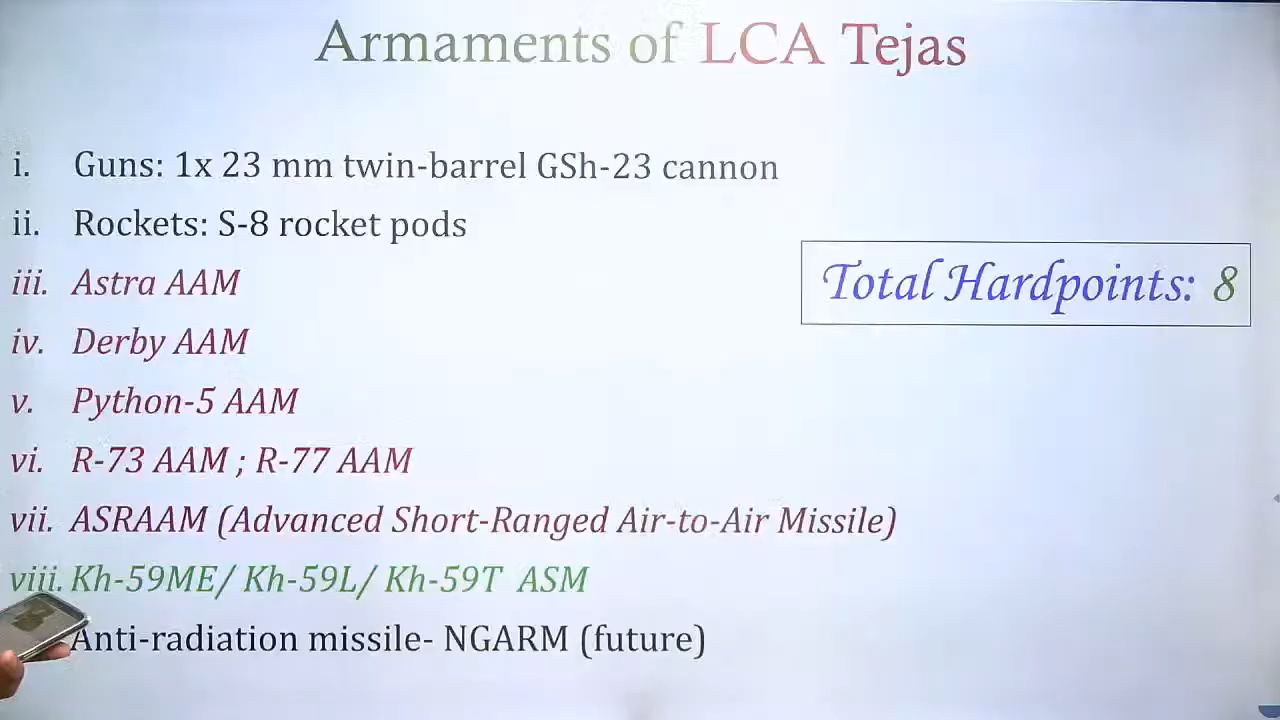 Armaments of LCA Tejas
i. Guns: 1x 23 mm twin-barrel GSh-23 cannon
ii. Rockets: S-8 rocket pods
iii. Astra AAM
Total Hardpoints: 8
iv. Derby AAM
v. Python-5 AAM
vi. R-73 AAM ; R-77 AAM
vii. ASRAAM (Advanced Short-Ranged Air-to-Air Missile)
viii. Kh-59ME/ Kh-59L/ Kh-59T ASM
Anti-radiation missile- NGARM (future)